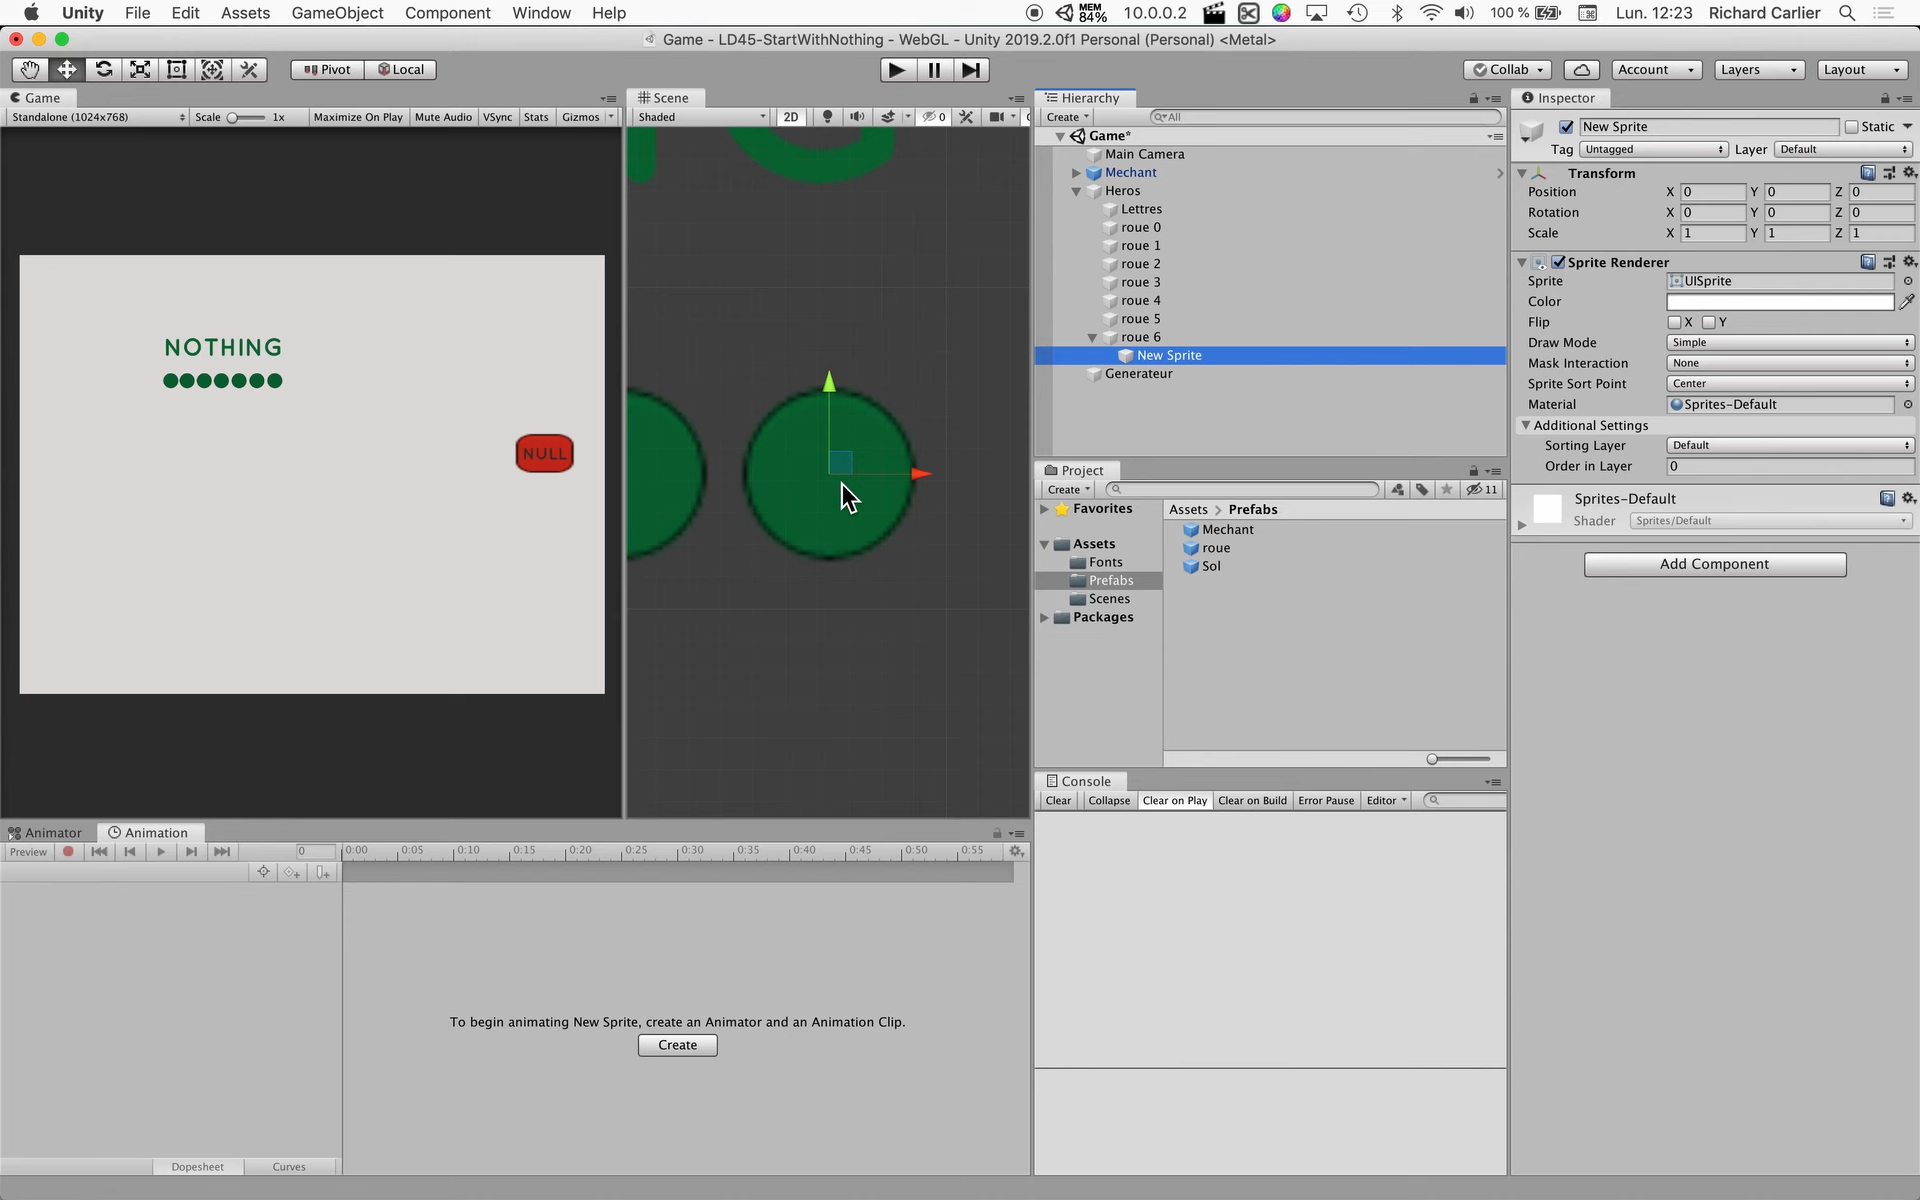 Unity File Edit Assets GameObject Component Window Help MEM 84% 10.0.0.2 100 % Lun. 12:23 Richard Carlier
Game - LD45-StartWithNothing - WebGL - Unity 2019.2.0f1 Personal (Personal) <Metal>
Pivot Local Collab Account Layers Layout
Game Scene Hierarchy Inspector
Standalone (1024x768) Scale 1x Maximize On Play Mute Audio VSync Stats Gizmos
Shaded 2D 0
Create All
Game*
Main Camera
Mechant
Heros
Lettres
roue 0
roue 1
roue 2
roue 3
roue 4
roue 5
roue 6
New Sprite
Generateur
New Sprite Static
Tag Untagged Layer Default
Transform
Position X 0 Y 0 Z 0
Rotation X 0 Y 0 Z 0
Scale X 1 Y 1 Z 1
Sprite Renderer
Sprite UISprite
Color
Flip X Y
Draw Mode Simple
Mask Interaction None
Sprite Sort Point Center
Material Sprites-Default
Additional Settings
Sorting Layer Default
Order in Layer 0
Sprites-Default
Shader Sprites/Default
Add Component
NOTHING
NULL
Project
Create 11
Favorites
Assets
Fonts
Prefabs
Scenes
Packages
Assets > Prefabs
Mechant
roue
Sol
Console
Clear Collapse Clear on Play Clear on Build Error Pause Editor
Animator Animation
Preview 0 0:00 0:05 0:10 0:15 0:20 0:25 0:30 0:35 0:40 0:45 0:50 0:55
To begin animating New Sprite, create an Animator and an Animation Clip.
Create
Dopesheet Curves